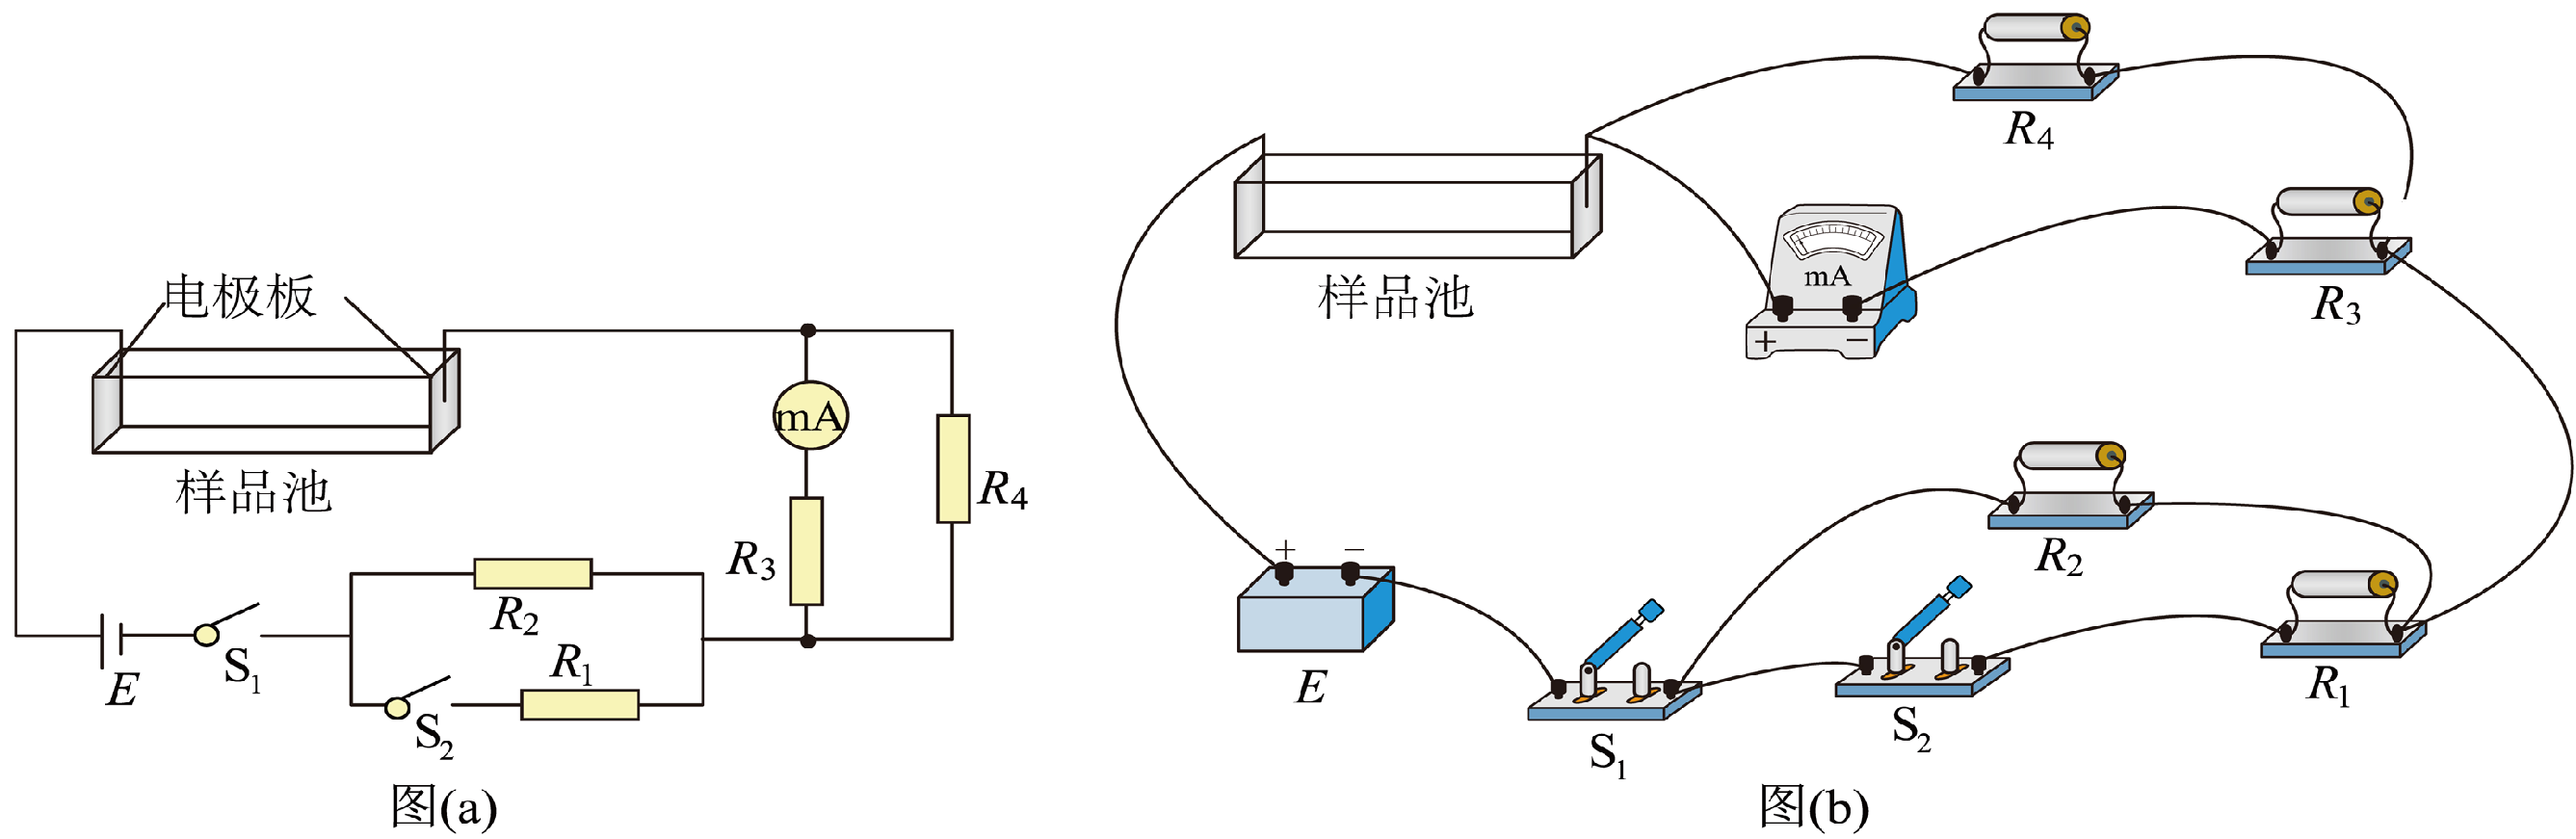 电极板
样品池
mA
R₄
R₃
R₂
R₁
E
S₁
S₂
图(a)
R₄
样品池
mA
+ −
R₃
+ −
R₂
E
S₁
S₂
R₁
图(b)